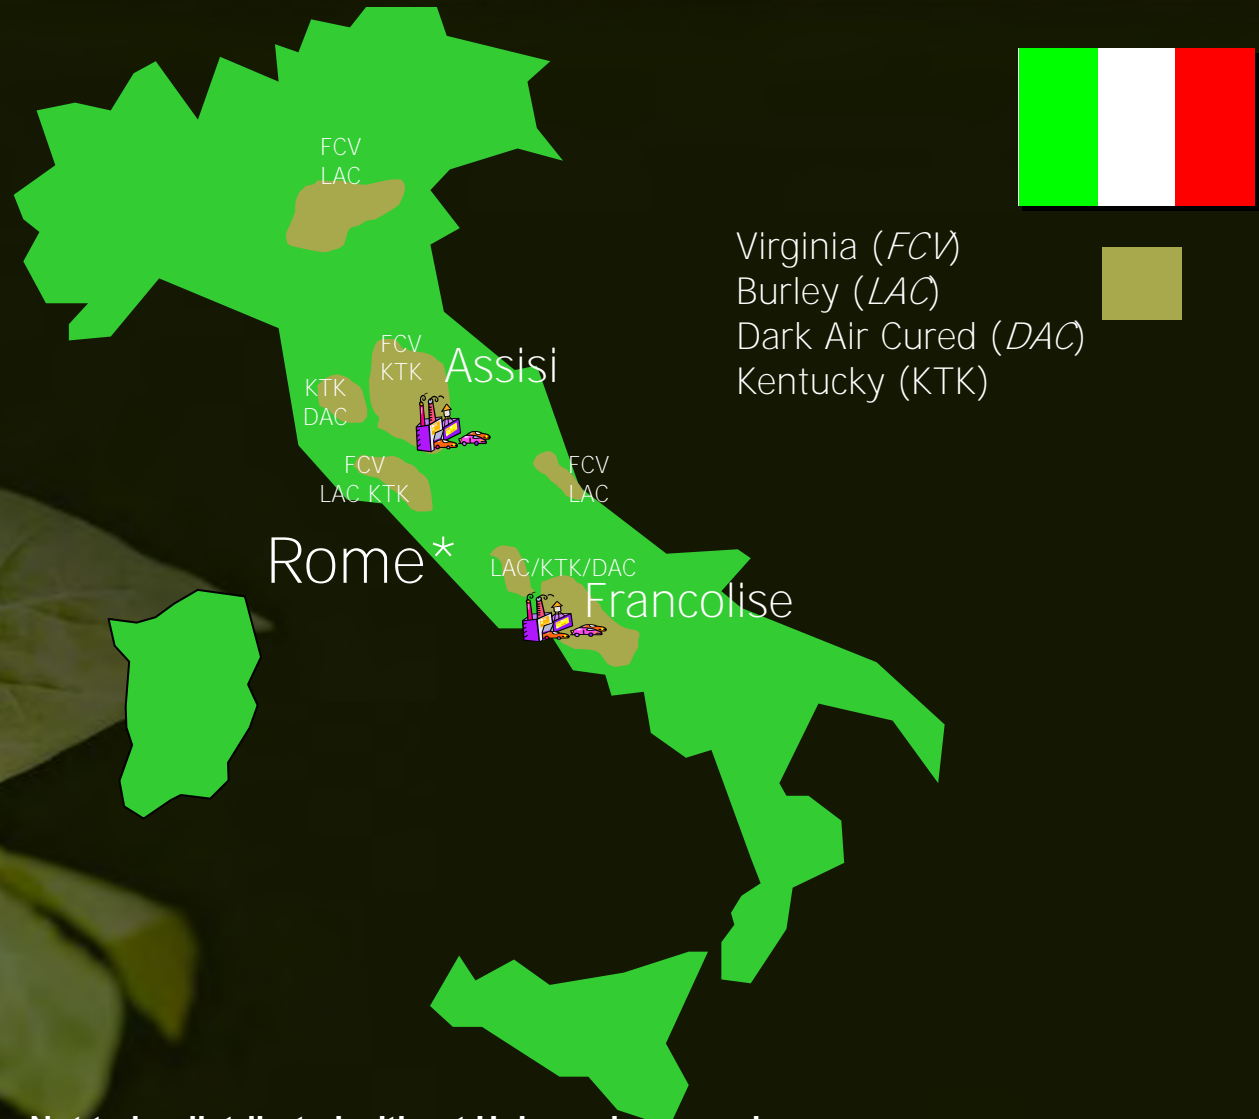 FCV
LAC
Virginia (FCV)
Burley (LAC)
Dark Air Cured (DAC)
Kentucky (KTK)
FCV
KTK
Assisi
KTK
DAC
FCV
LAC KTK
FCV
LAC
Rome*
LAC/KTK/DAC
Francolise